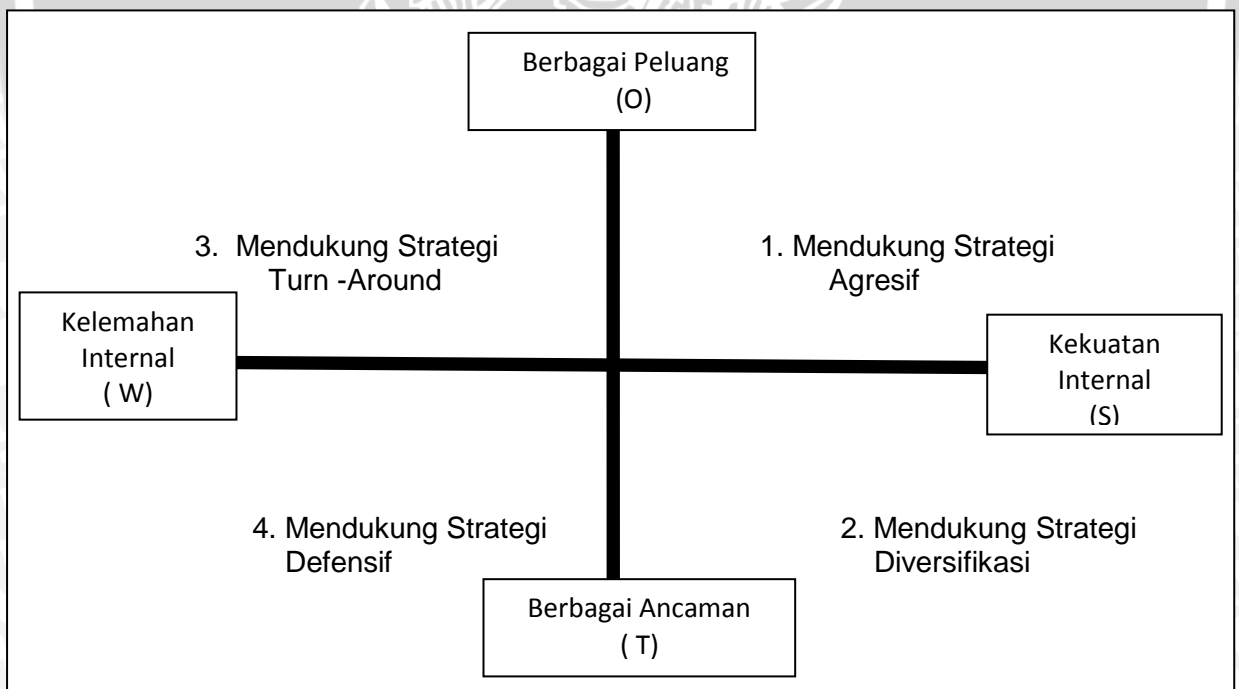 Berbagai Peluang
(O)
3. Mendukung Strategi
Turn -Around
1. Mendukung Strategi
Agresif
Kelemahan
Internal
( W)
Kekuatan
Internal
(S)
4. Mendukung Strategi
Defensif
2. Mendukung Strategi
Diversifikasi
Berbagai Ancaman
( T)